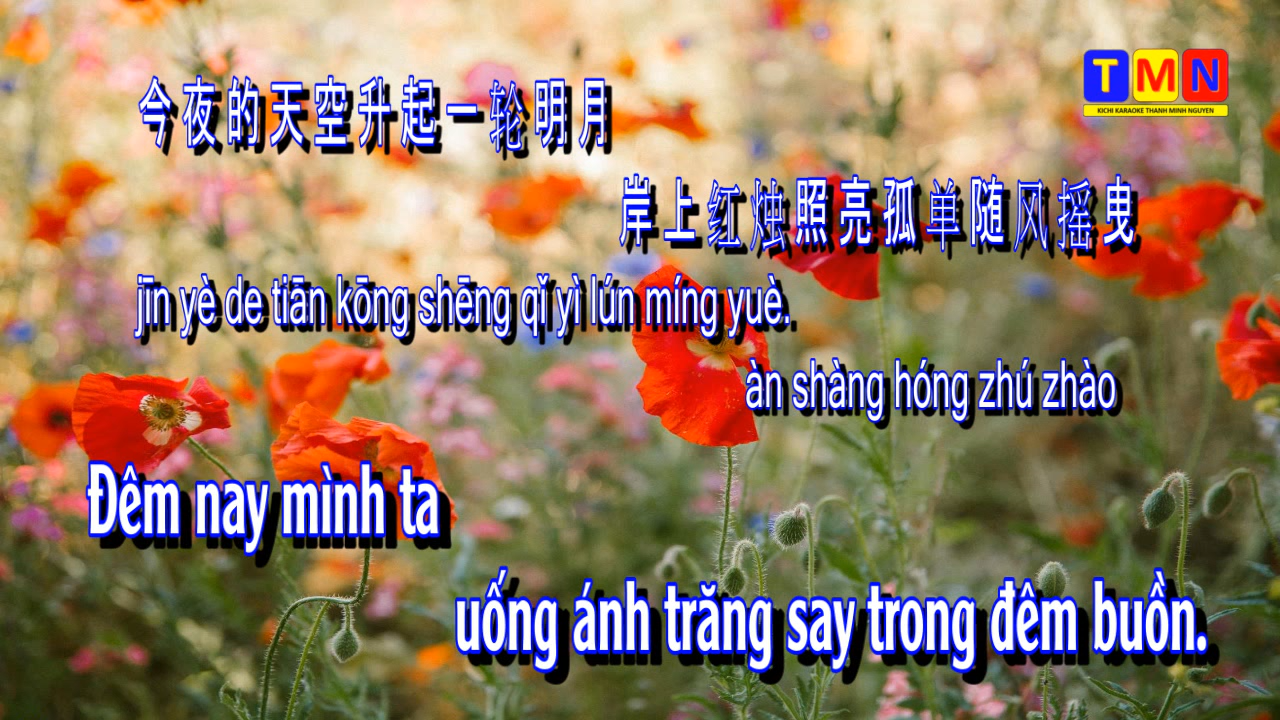 TMN
KICHI KARAOKE THANH MINH NGUYEN
今夜的天空升起一轮明月
岸上红烛照亮孤单随风摇曳
jīn yè de tiān kōng shēng qǐ yì lún míng yuè.
àn shàng hóng zhú zhào
Đêm nay mình ta
uống ánh trăng say trong đêm buồn.